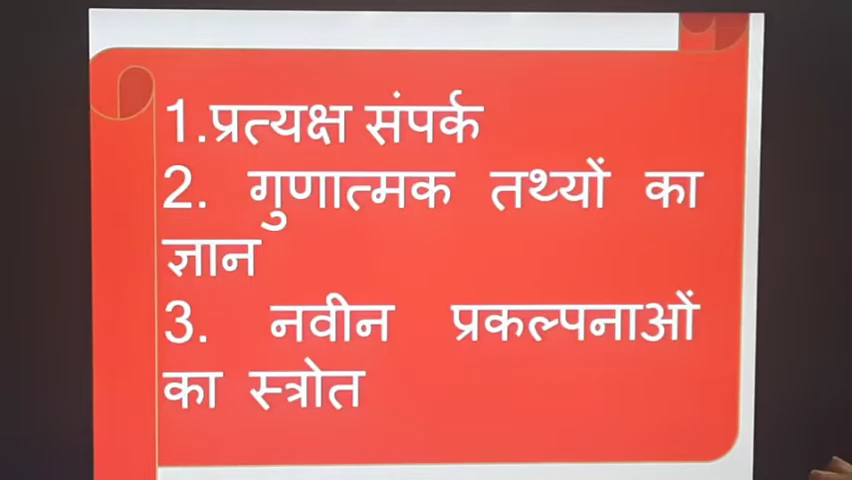 1.प्रत्यक्ष संपर्क
2. गुणात्मक तथ्यों का
ज्ञान
3. नवीन प्रकल्पनाओं
का स्त्रोत